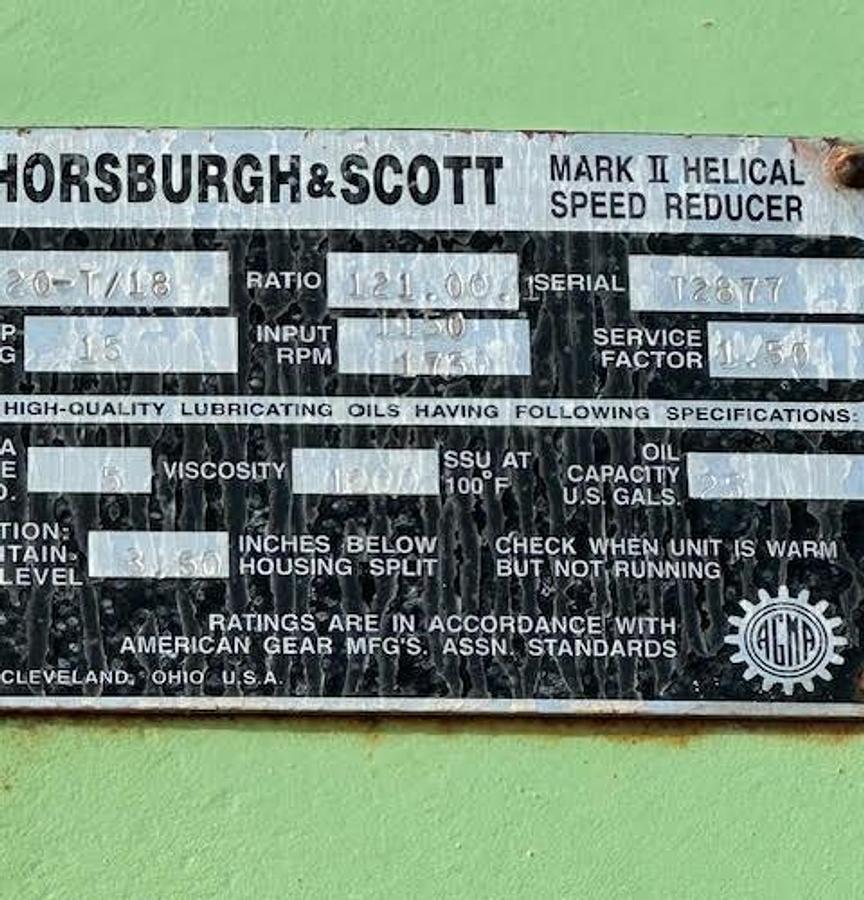 HORSBURGH&SCOTT
MARK II HELICAL
SPEED REDUCER
20-T/18
RATIO 121.00.1
SERIAL T2877
P
G
15
INPUT
RPM
1150
1750
SERVICE
FACTOR
1.50
HIGH-QUALITY LUBRICATING OILS HAVING FOLLOWING SPECIFICATIONS:
A
E
O.
5
VISCOSITY
SSU AT
100°F
OIL
CAPACITY
U.S. GALS.
TION:
NTAIN
LEVEL
3.50
INCHES BELOW
HOUSING SPLIT
CHECK WHEN UNIT IS WARM
BUT NOT RUNNING
RATINGS ARE IN ACCORDANCE WITH
AMERICAN GEAR MFG'S. ASSN. STANDARDS
AGMA
CLEVELAND, OHIO U.S.A.